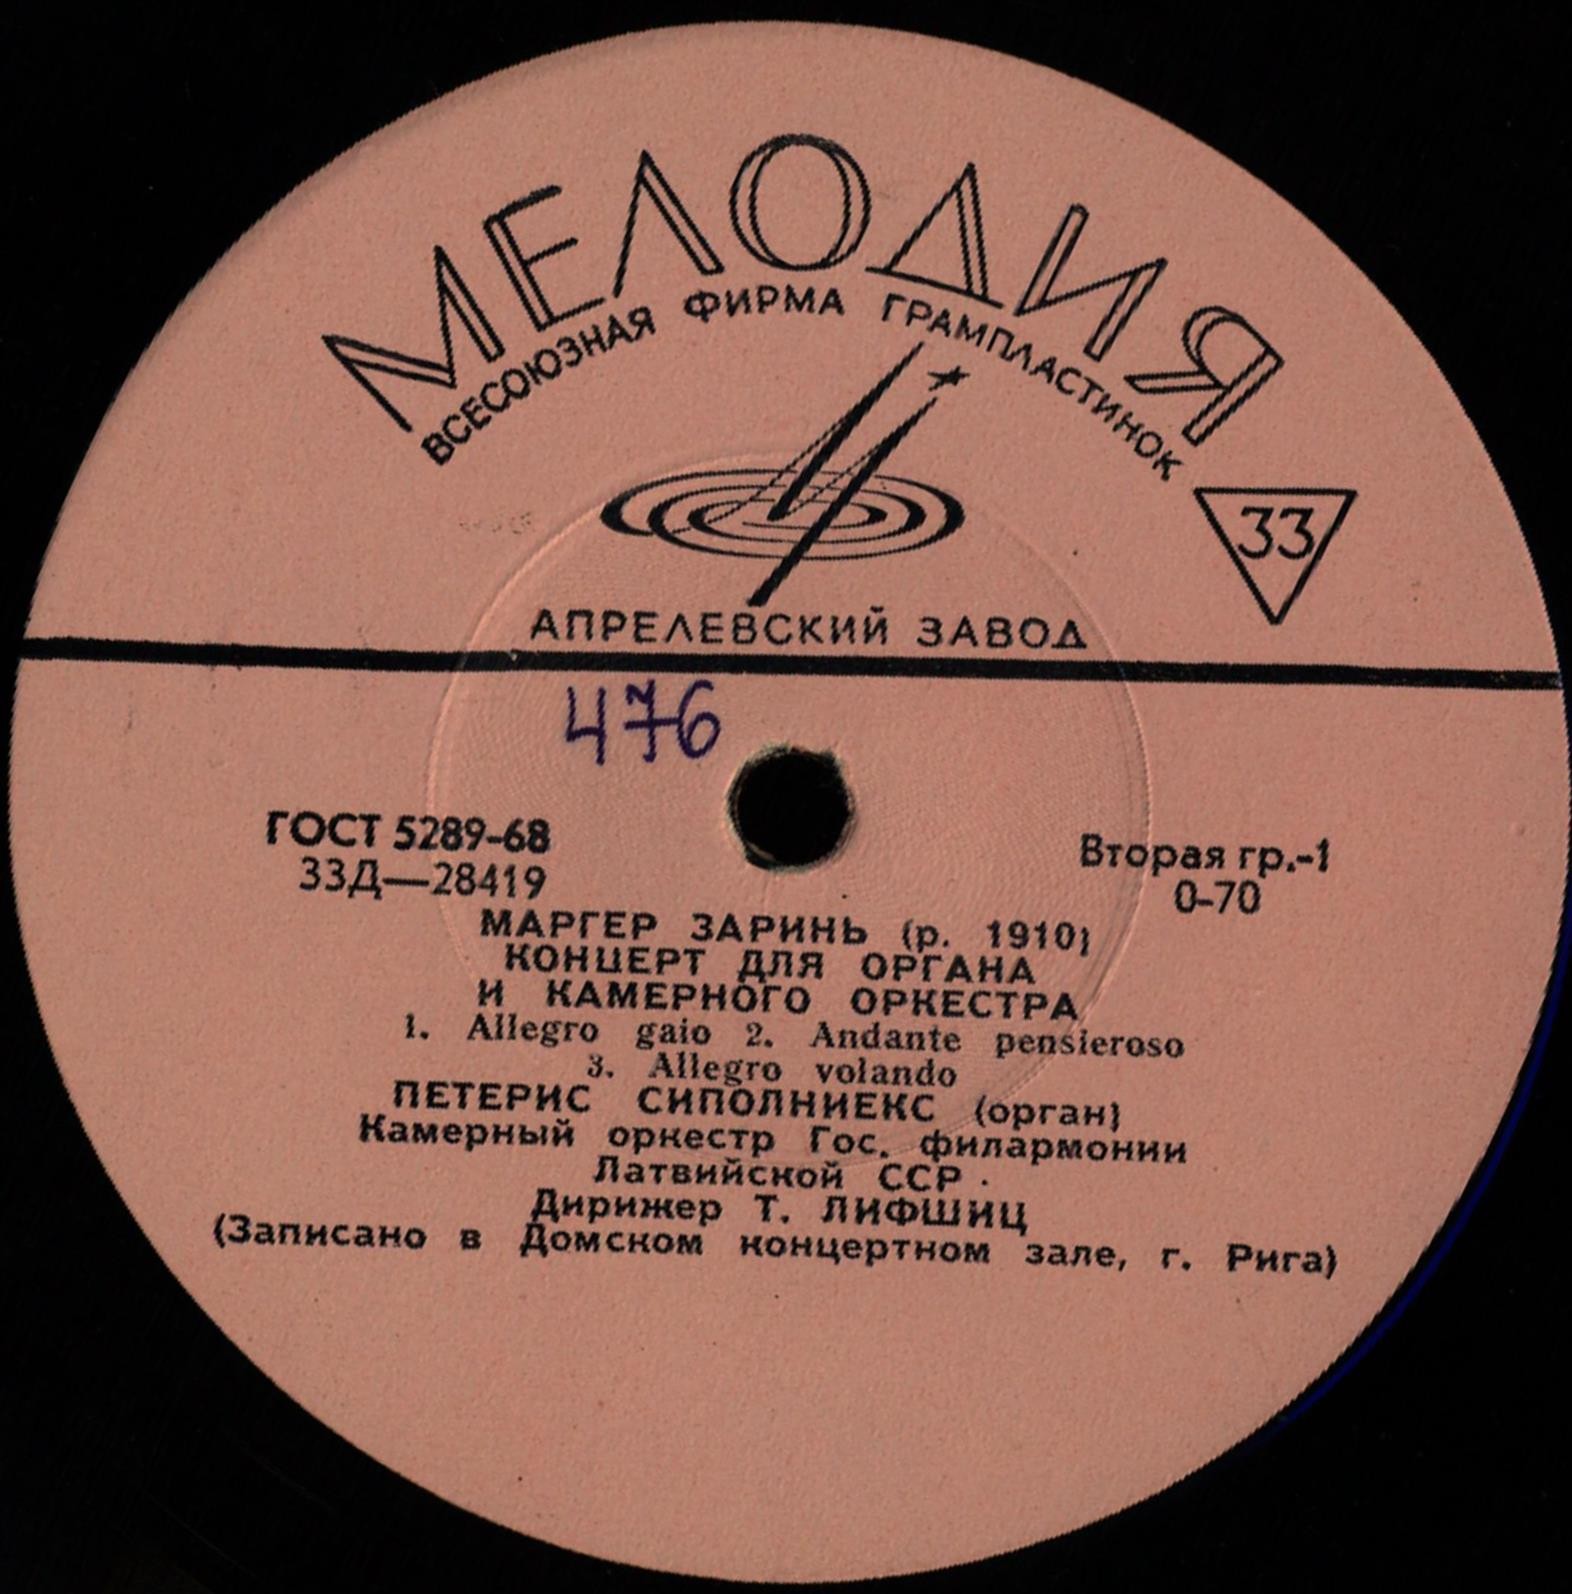 МЕЛОДИЯ
ВСЕСОЮЗНАЯ ФИРМА ГРАМПЛАСТИНОК
33
АПРЕЛЕВСКИЙ ЗАВОД
476
ГОСТ 5289-68
33Д—28419
Вторая гр.-1
0-70
МАРГЕР ЗАРИНЬ (р. 1910)
КОНЦЕРТ ДЛЯ ОРГАНА
И КАМЕРНОГО ОРКЕСТРА
1. Allegro gaio 2. Andante pensieroso
3. Allegro volando
ПЕТЕРИС СИПОЛНИЕКС (орган)
Камерный оркестр Гос. филармонии
Латвийской ССР
Дирижер Т. ЛИФШИЦ
(Записано в Домском концертном зале, г. Рига)